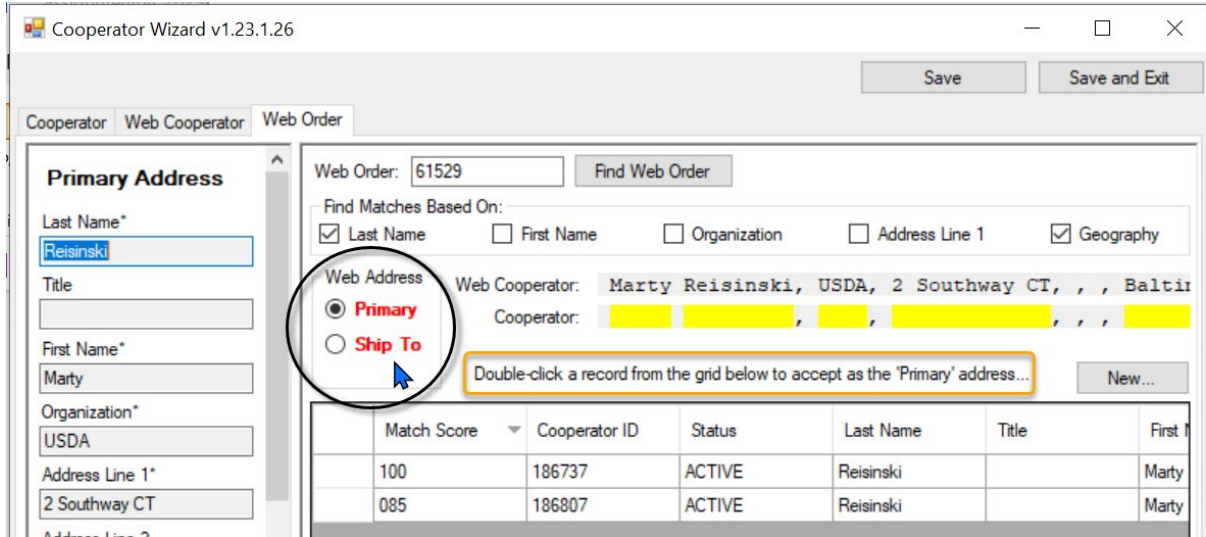 Cooperator Wizard v1.23.1.26
Save Save and Exit
Cooperator Web Cooperator Web Order
Primary Address
Last Name*
Reisinski
Title
First Name*
Marty
Organization*
USDA
Address Line 1*
2 Southway CT
Address Line 2
Web Order: 61529 Find Web Order
Find Matches Based On:
Last Name First Name Organization Address Line 1 Geography
Web Address
Primary
Ship To
Web Cooperator: Marty Reisinski, USDA, 2 Southway CT, , , Baltin
Cooperator: , , , , ,
Double-click a record from the grid below to accept as the 'Primary' address...
New...
Match Score Cooperator ID Status Last Name Title First
100 186737 ACTIVE Reisinski Marty
085 186807 ACTIVE Reisinski Marty